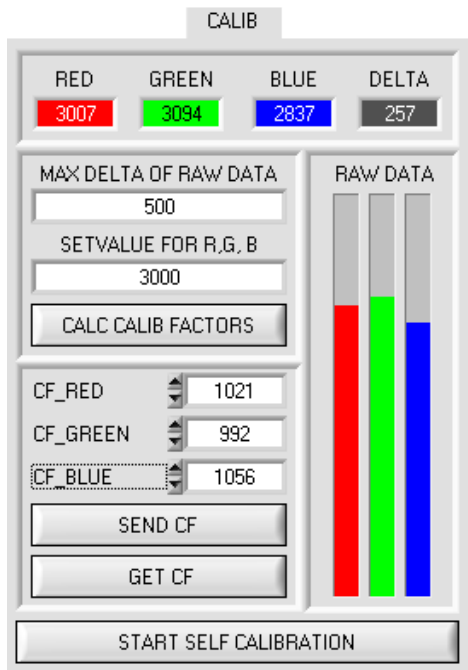 CALIB
RED GREEN BLUE DELTA
3007 3094 2837 257
MAX DELTA OF RAW DATA
500
SETVALUE FOR R,G, B
3000
CALC CALIB FACTORS
RAW DATA
CF_RED 1021
CF_GREEN 992
CF_BLUE 1056
SEND CF
GET CF
START SELF CALIBRATION